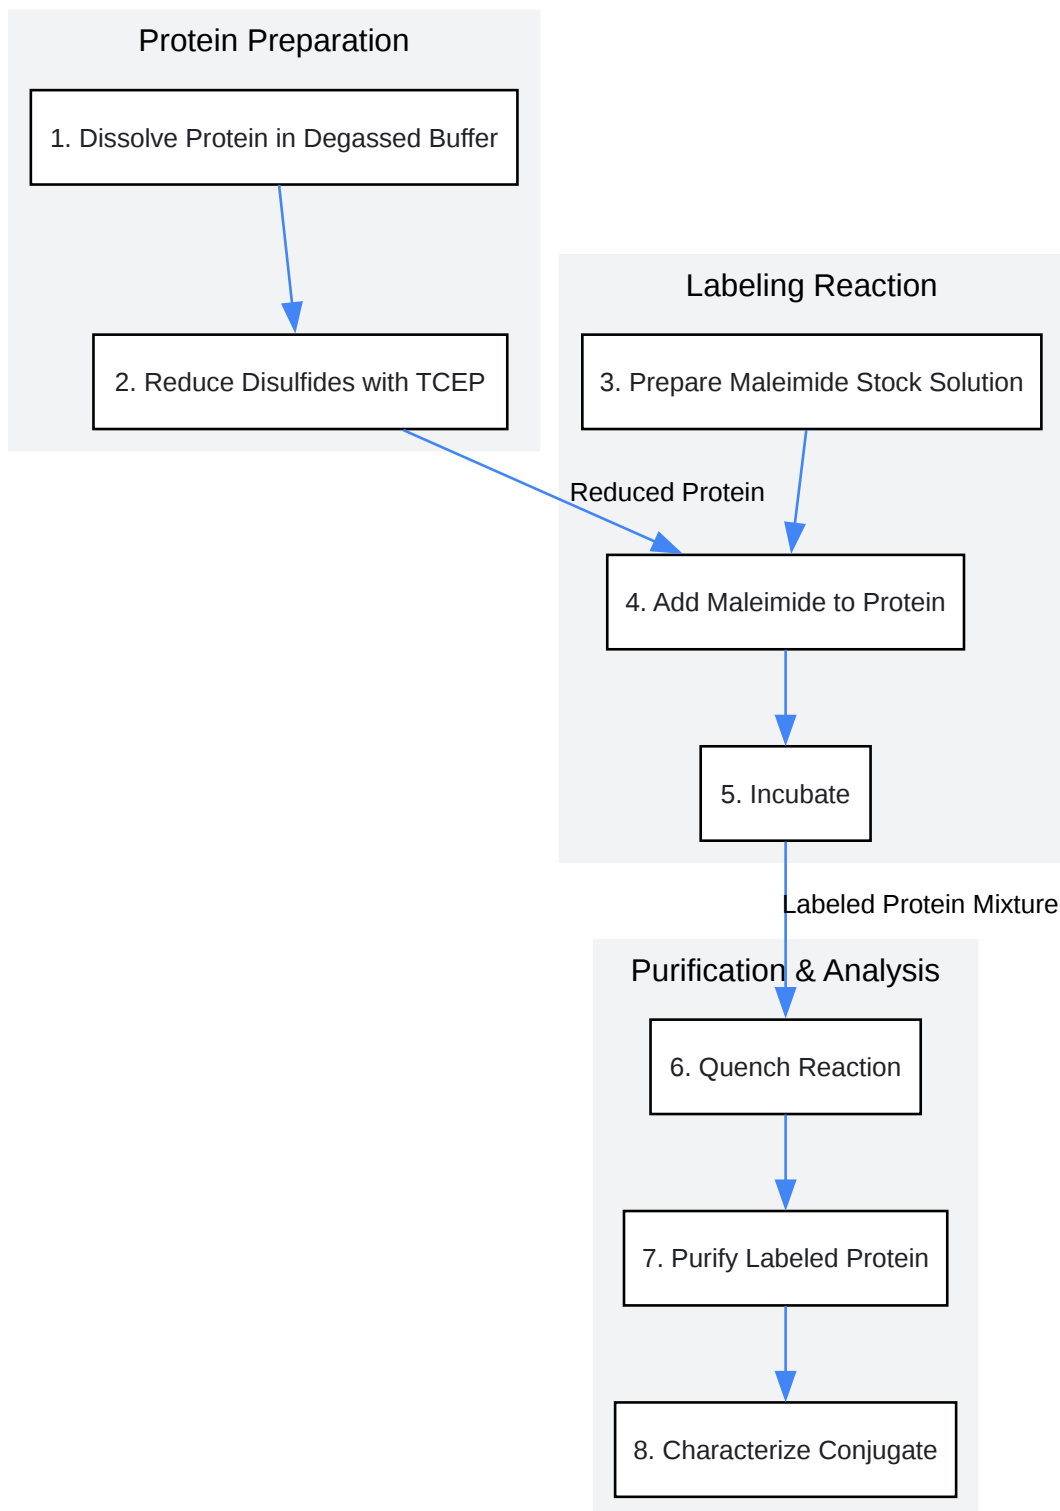 Protein Preparation
1. Dissolve Protein in Degassed Buffer
2. Reduce Disulfides with TCEP
Labeling Reaction
3. Prepare Maleimide Stock Solution
Reduced Protein
4. Add Maleimide to Protein
5. Incubate
Labeled Protein Mixture
Purification & Analysis
6. Quench Reaction
7. Purify Labeled Protein
8. Characterize Conjugate